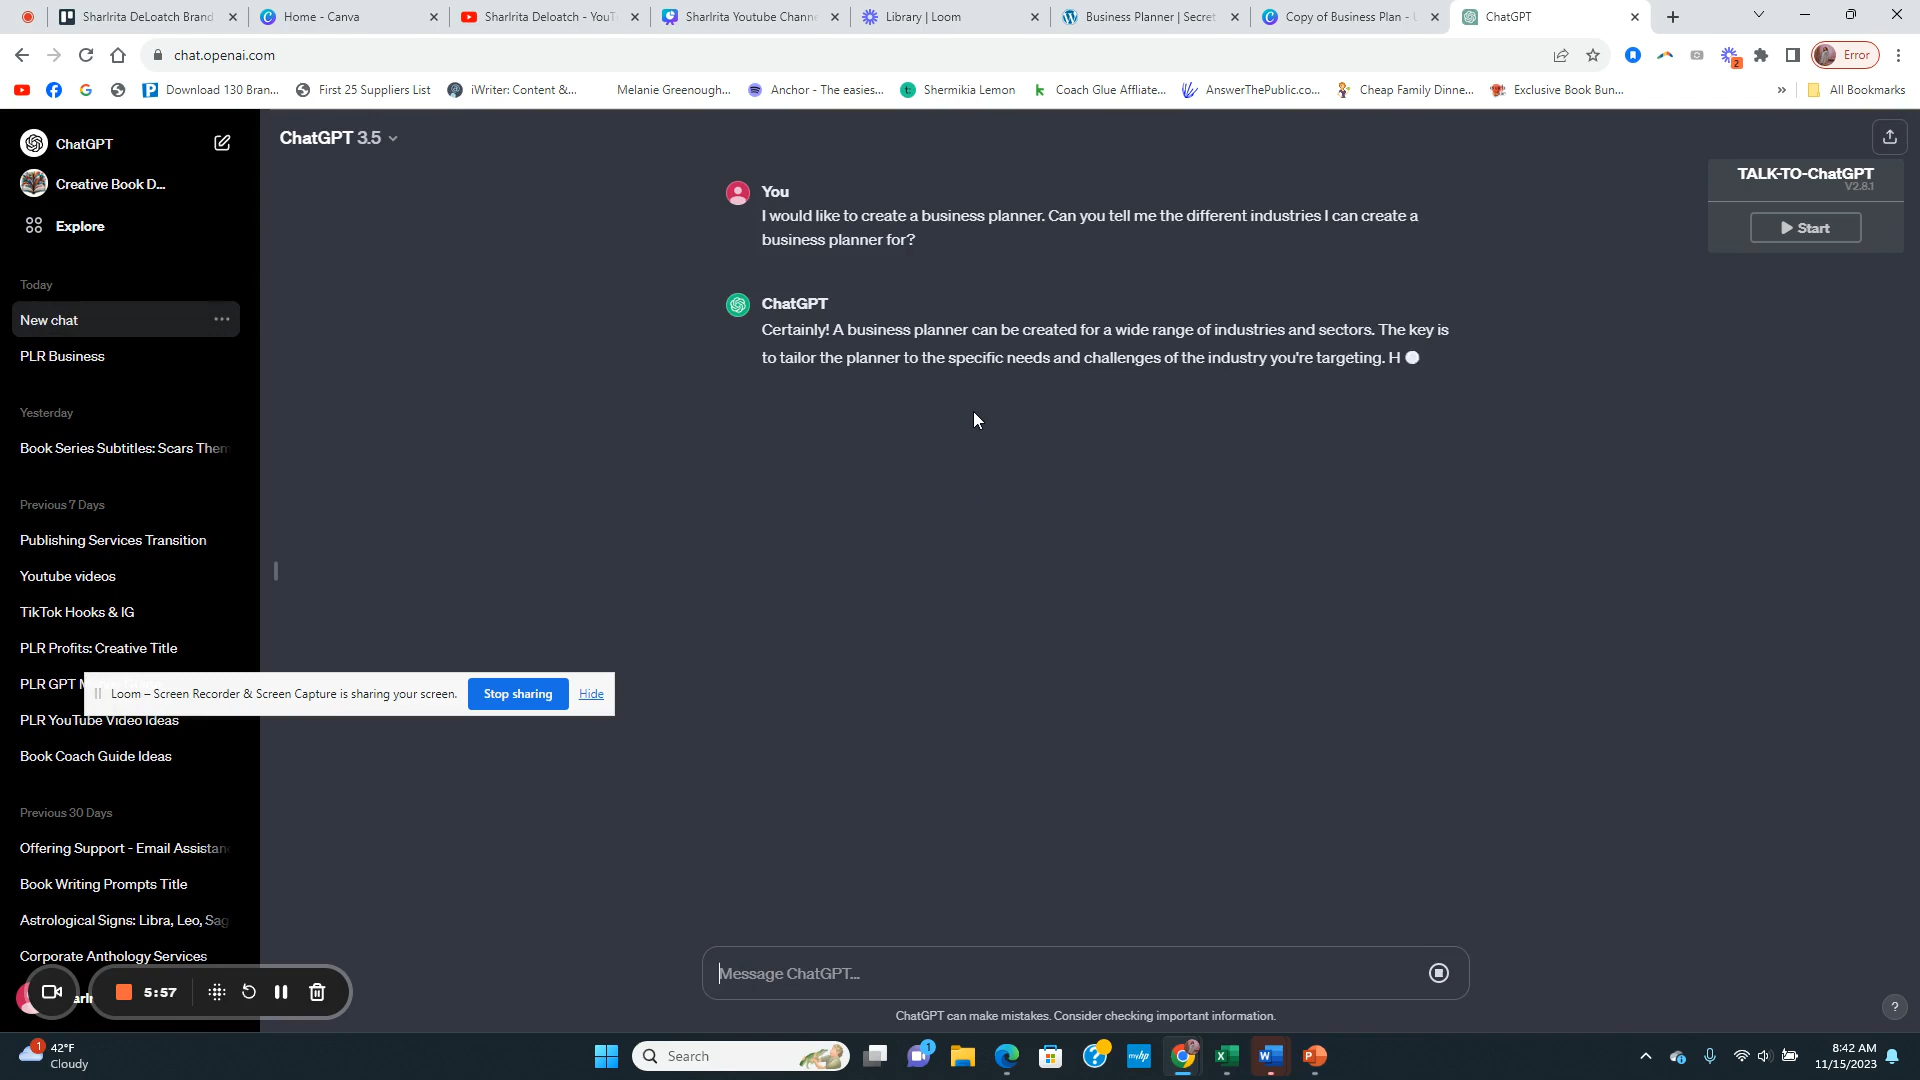 Sharlrita DeLoatch Brand
Home - Canva
Sharlrita Deloatch - YouT
Sharlrita Youtube Channe
Library | Loom
Business Planner | Secret
Copy of Business Plan - U
ChatGPT
chat.openai.com
2
Error
Download 130 Bran...
First 25 Suppliers List
iWriter: Content &...
Melanie Greenough...
Anchor - The easies...
Shermikia Lemon
Coach Glue Affiliate...
AnswerThePublic.co...
Cheap Family Dinne...
Exclusive Book Bun...
All Bookmarks
ChatGPT
Creative Book D...
Explore
Today
New chat
PLR Business
Yesterday
Book Series Subtitles: Scars Them
Previous 7 Days
Publishing Services Transition
Youtube videos
TikTok Hooks & IG
PLR Profits: Creative Title
PLR GPT
PLR YouTube Video Ideas
Book Coach Guide Ideas
Previous 30 Days
Offering Support - Email Assistan
Book Writing Prompts Title
Astrological Signs: Libra, Leo, Sag
Corporate Anthology Services
Loom – Screen Recorder & Screen Capture is sharing your screen.
Stop sharing
Hide
5:57
ChatGPT 3.5
TALK-TO-ChatGPT
V2.8.1
Start
You
I would like to create a business planner. Can you tell me the different industries I can create a
business planner for?
ChatGPT
Certainly! A business planner can be created for a wide range of industries and sectors. The key is
to tailor the planner to the specific needs and challenges of the industry you're targeting. H
Message ChatGPT...
ChatGPT can make mistakes. Consider checking important information.
?
1
42°F
Cloudy
Search
1
myhp
8:42 AM
11/15/2023